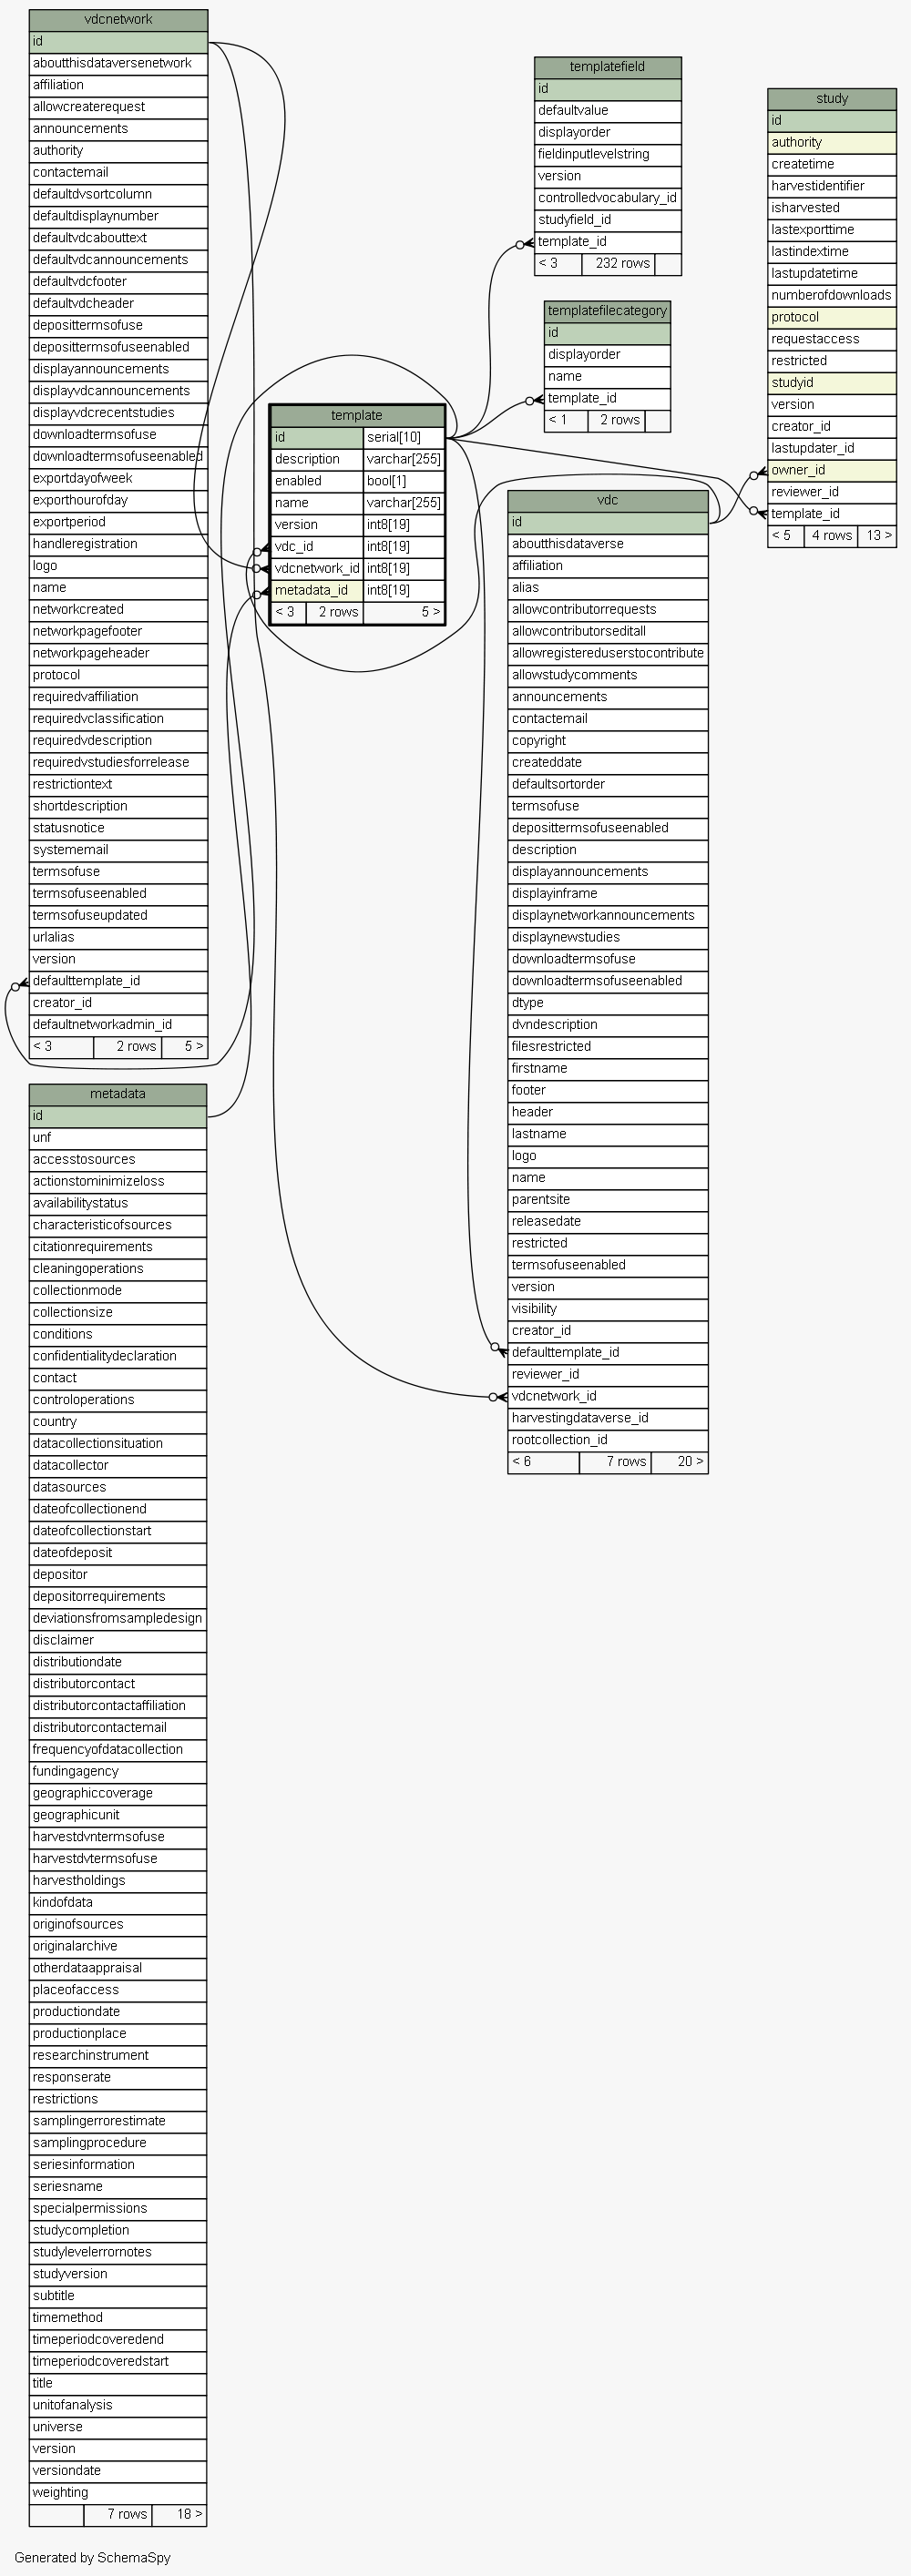 vdcnetwork
id
aboutthisdataversenetwork
affiliation
allowcreaterequest
announcements
authority
contactemail
defaultdvsortcolumn
defaultdisplaynumber
defaultvdcabouttext
defaultvdcannouncements
defaultvdcfooter
defaultvdcheader
deposittermsofuse
deposittermsofuseenabled
displayannouncements
displayvdcannouncements
displayvdcrecentstudies
downloadtermsofuse
downloadtermsofuseenabled
exportdayofweek
exporthourofday
exportperiod
handleregistration
logo
name
networkcreated
networkpagefooter
networkpageheader
protocol
requiredvaffiliation
requiredvclassification
requiredvdescription
requiredvstudiesforrelease
restrictiontext
shortdescription
statusnotice
systememail
termsofuse
termsofuseenabled
termsofuseupdated
urlalias
version
defaulttemplate_id
creator_id
defaultnetworkadmin_id
< 3 2 rows 5 >
metadata
id
unf
accesstosources
actionstominimizeloss
availabilitystatus
characteristicofsources
citationrequirements
cleaningoperations
collectionmode
collectionsize
conditions
confidentialitydeclaration
contact
controloperations
country
datacollectionsituation
datacollector
datasources
dateofcollectionend
dateofcollectionstart
dateofdeposit
depositor
depositorrequirements
deviationsfromsampledesign
disclaimer
distributiondate
distributorcontact
distributorcontactaffiliation
distributorcontactemail
frequencyofdatacollection
fundingagency
geographiccoverage
geographicunit
harvestdvntermsofuse
harvestdvtermsofuse
harvestholdings
kindofdata
originofsources
originalarchive
otherdataappraisal
placeofaccess
productiondate
productionplace
researchinstrument
responserate
restrictions
samplingerrorestimate
samplingprocedure
seriesinformation
seriesname
specialpermissions
studycompletion
studylevelerrornotes
studyversion
subtitle
timemethod
timeperiodcoveredend
timeperiodcoveredstart
title
unitofanalysis
universe
version
versiondate
weighting
7 rows 18 >
template
id serial[10]
description varchar[255]
enabled bool[1]
name varchar[255]
version int8[19]
vdc_id int8[19]
vdcnetwork_id int8[19]
metadata_id int8[19]
< 3 2 rows 5 >
templatefield
id
defaultvalue
displayorder
fieldinputlevelstring
version
controlledvocabulary_id
studyfield_id
template_id
< 3 232 rows
templatefilecategory
id
displayorder
name
template_id
< 1 2 rows
vdc
id
aboutthisdataverse
affiliation
alias
allowcontributorrequests
allowcontributorseditall
allowregistereduserstocontribute
allowstudycomments
announcements
contactemail
copyright
createddate
defaultsortorder
termsofuse
deposittermsofuseenabled
description
displayannouncements
displayinframe
displaynetworkannouncements
displaynewstudies
downloadtermsofuse
downloadtermsofuseenabled
dtype
dvndescription
filesrestricted
firstname
footer
header
lastname
logo
name
parentsite
releasedate
restricted
termsofuseenabled
version
visibility
creator_id
defaulttemplate_id
reviewer_id
vdcnetwork_id
harvestingdataverse_id
rootcollection_id
< 6 7 rows 20 >
study
id
authority
createtime
harvestidentifier
isharvested
lastexporttime
lastindextime
lastupdatetime
numberofdownloads
protocol
requestaccess
restricted
studyid
version
creator_id
lastupdater_id
owner_id
reviewer_id
template_id
< 5 4 rows 13 >
Generated by SchemaSpy